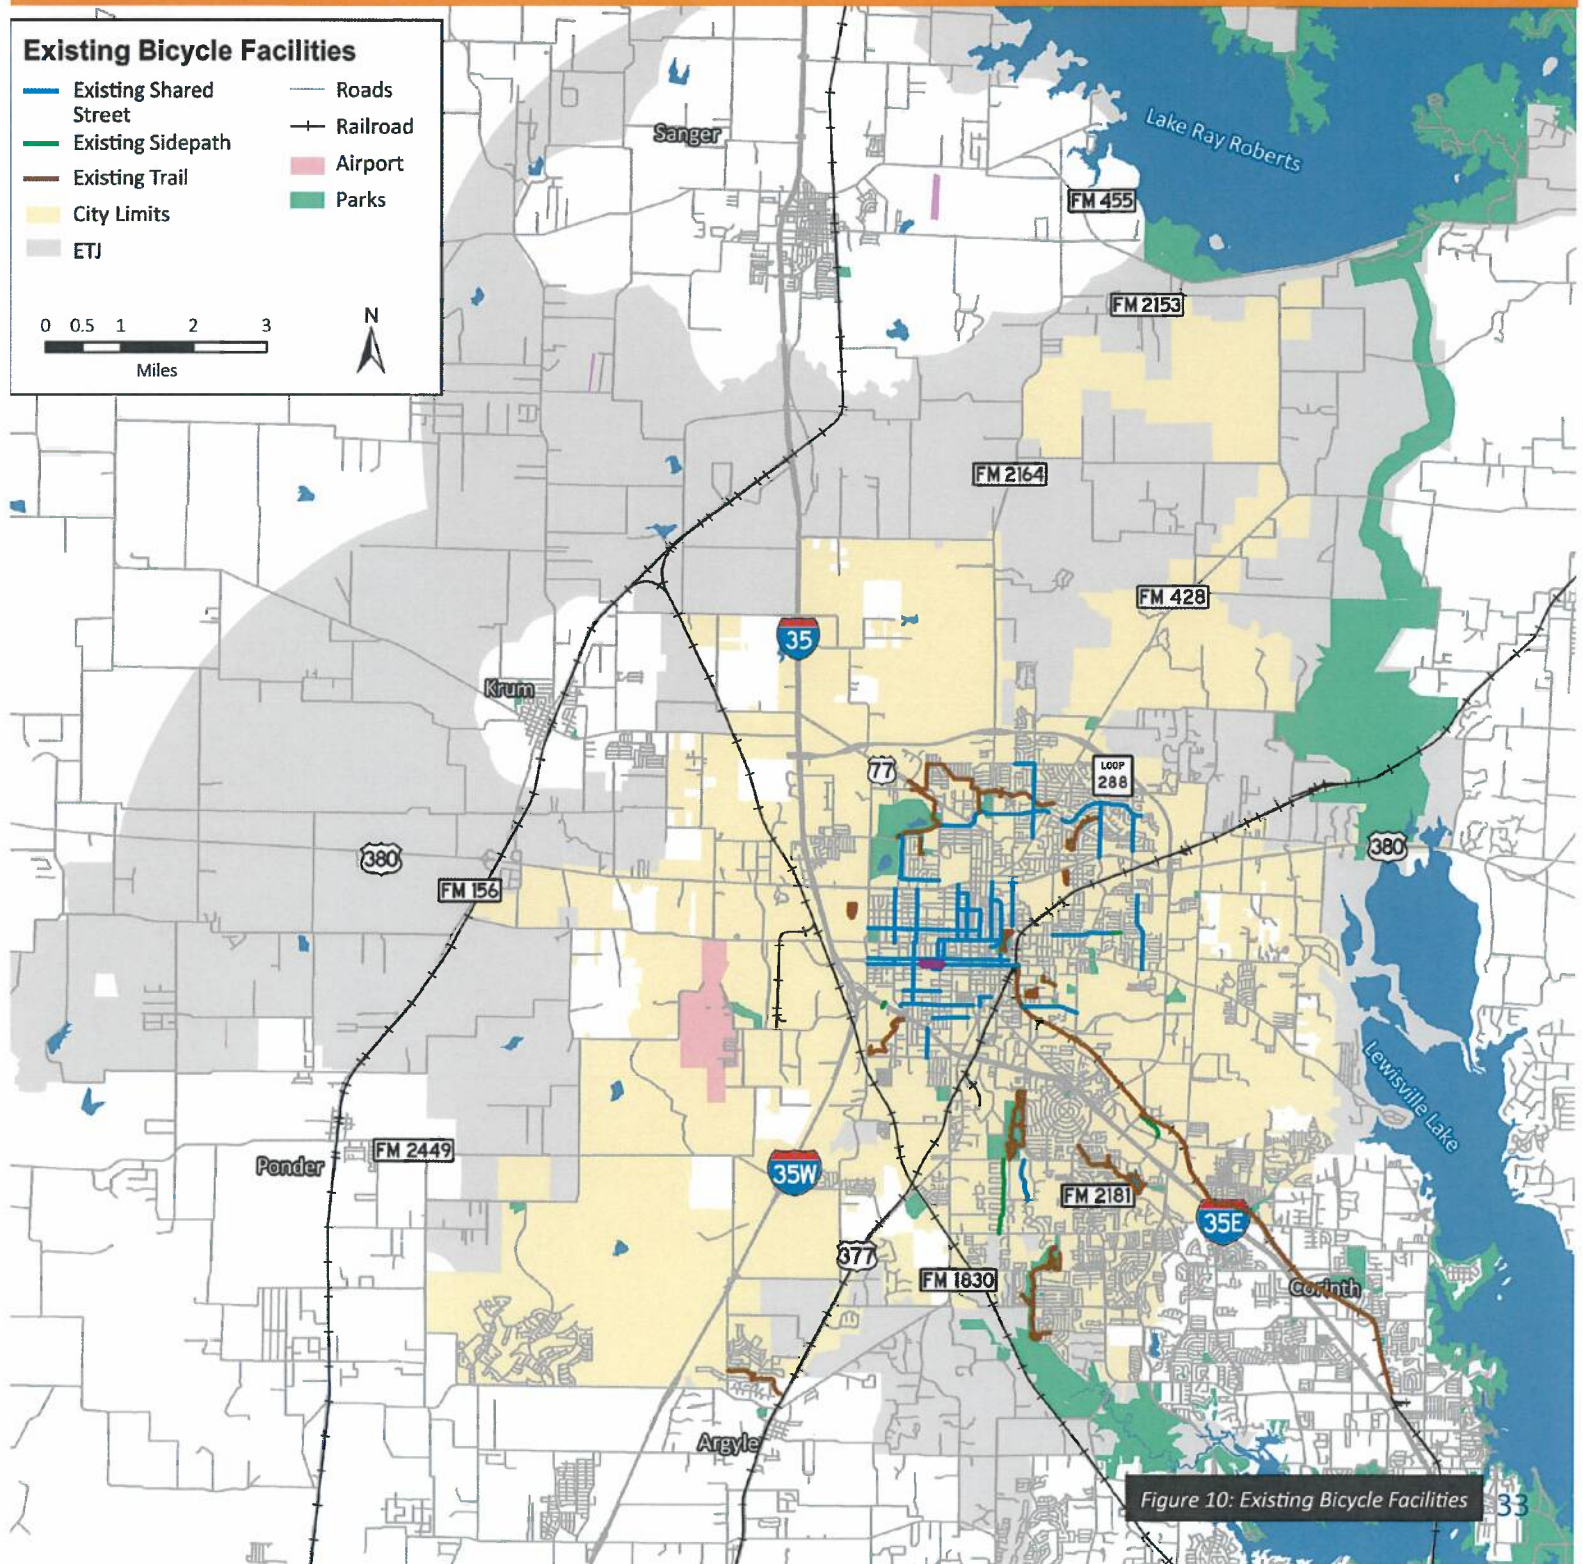 Existing Bicycle Facilities
Existing Shared
Street
Existing Sidepath
Existing Trail
City Limits
ETJ
Roads
Railroad
Airport
Parks
0 0.5 1 2 3
Miles
N
Sanger
Lake Ray Roberts
FM 455
FM 2153
FM 2164
FM 428
35
Krum
77
LOOP
288
380
380
FM 156
Lewisville Lake
Ponder
FM 2449
35W
FM 2181
35E
377
FM 1830
Corinth
Argyle
Figure 10: Existing Bicycle Facilities
33